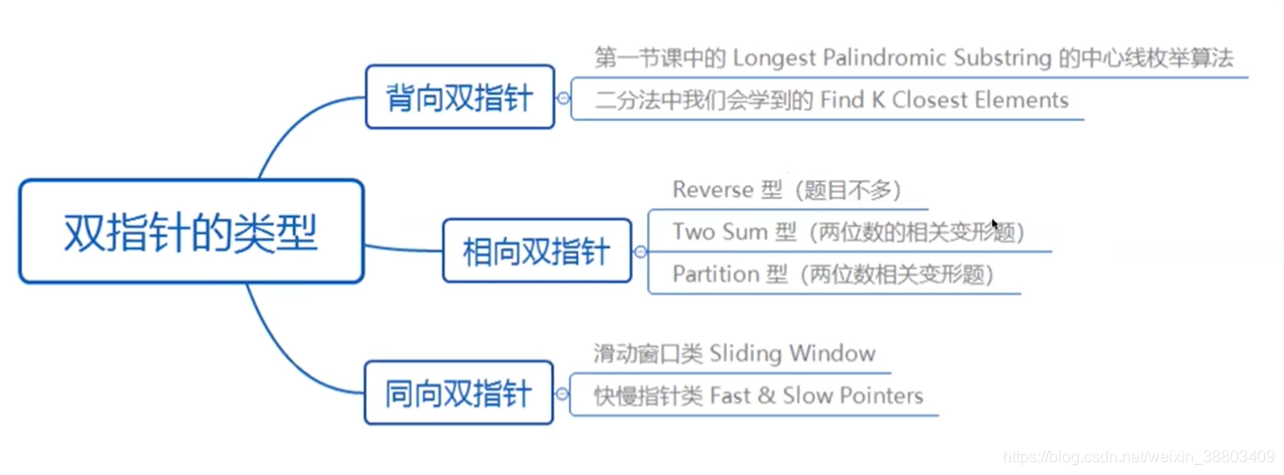 双指针的类型
背向双指针
第一节课中的 Longest Palindromic Substring 的中心线枚举算法
二分法中我们会学到的 Find K Closest Elements
相向双指针
Reverse 型（题目不多）
Two Sum 型（两位数的相关变形题）
Partition 型（两位数相关变形题）
同向双指针
滑动窗口类 Sliding Window
快慢指针类 Fast & Slow Pointers
https://blog.csdn.net/weixin_38803409